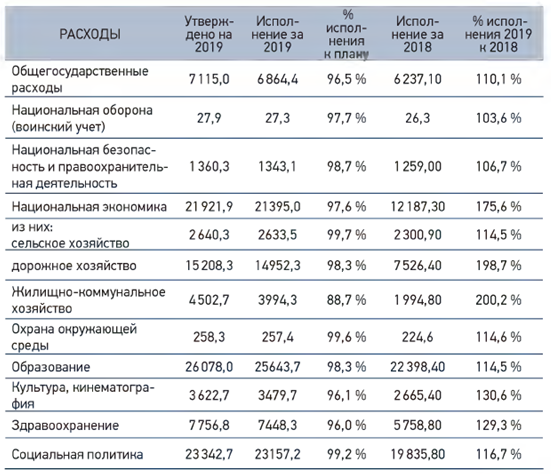 РАСХОДЫ Утверж-
дено на
2019 Испол-
нение за
2019 %
испол-
нения
к плану Испол-
нение за
2018 % испол-
нения 2019
к 2018
Общегосударственные
расходы 7 115,0 6 864,4 96,5 % 6 237,10 110,1 %
Национальная оборона
(воинский учет) 27,9 27,3 97,7 % 26,3 103,6 %
Национальная безопас-
ность и правоохранитель-
ная деятельность 1 360,3 1343,1 98,7 % 1 259,00 106,7 %
Национальная экономика 21 921,9 21395,0 97,6 % 12 187,30 175,6 %
из них:
сельское хозяйство 2 640,3 2633,5 99,7 % 2 300,90 114,5 %
дорожное хозяйство 15 208,3 14952,3 98,3 % 7 526,40 198,7 %
Жилищно-коммунальное
хозяйство 4 502,7 3994,3 88,7 % 1 994,80 200,2 %
Охрана окружающей
среды 258,3 257,4 99,6 % 224,6 114,6 %
Образование 26 078,0 25643,7 98,3 % 22 398,40 114,5 %
Культура, кинематогра-
фия 3 622,7 3479,7 96,1 % 2 665,40 130,6 %
Здравоохранение 7 756,8 7448,3 96,0 % 5 758,80 129,3 %
Социальная политика 23 342,7 23157,2 99,2 % 19 835,80 116,7 %